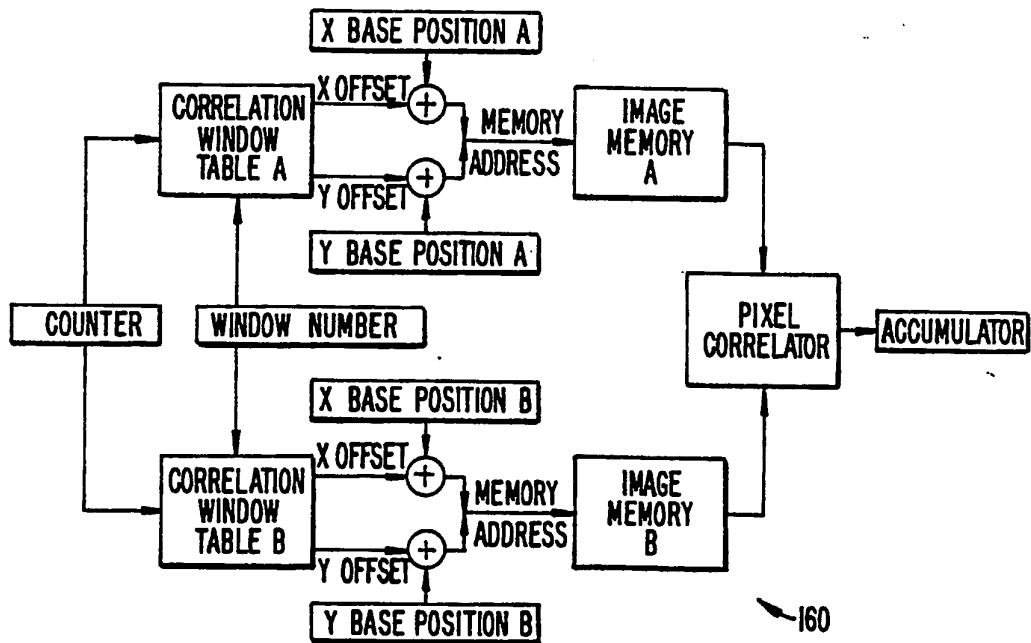 X BASE POSITION A
X OFFSET
CORRELATION
WINDOW
TABLE A
+
MEMORY
ADDRESS
IMAGE
MEMORY
A
Y OFFSET
+
Y BASE POSITION A
COUNTER
WINDOW NUMBER
PIXEL
CORRELATOR
ACCUMULATOR
X BASE POSITION B
X OFFSET
CORRELATION
WINDOW
TABLE B
+
MEMORY
ADDRESS
IMAGE
MEMORY
B
Y OFFSET
+
Y BASE POSITION B
160